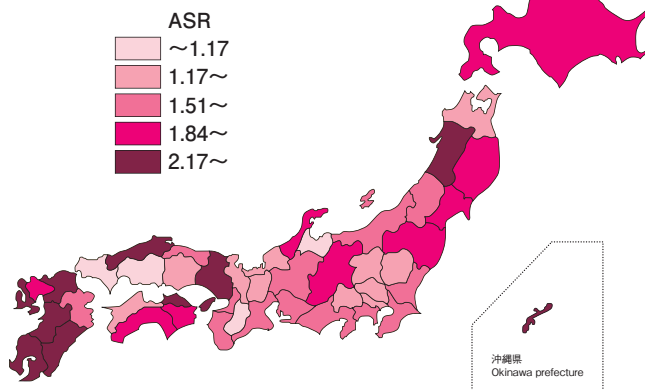 ASR
〜1.17
1.17〜
1.51〜
1.84〜
2.17〜
沖縄県
Okinawa prefecture